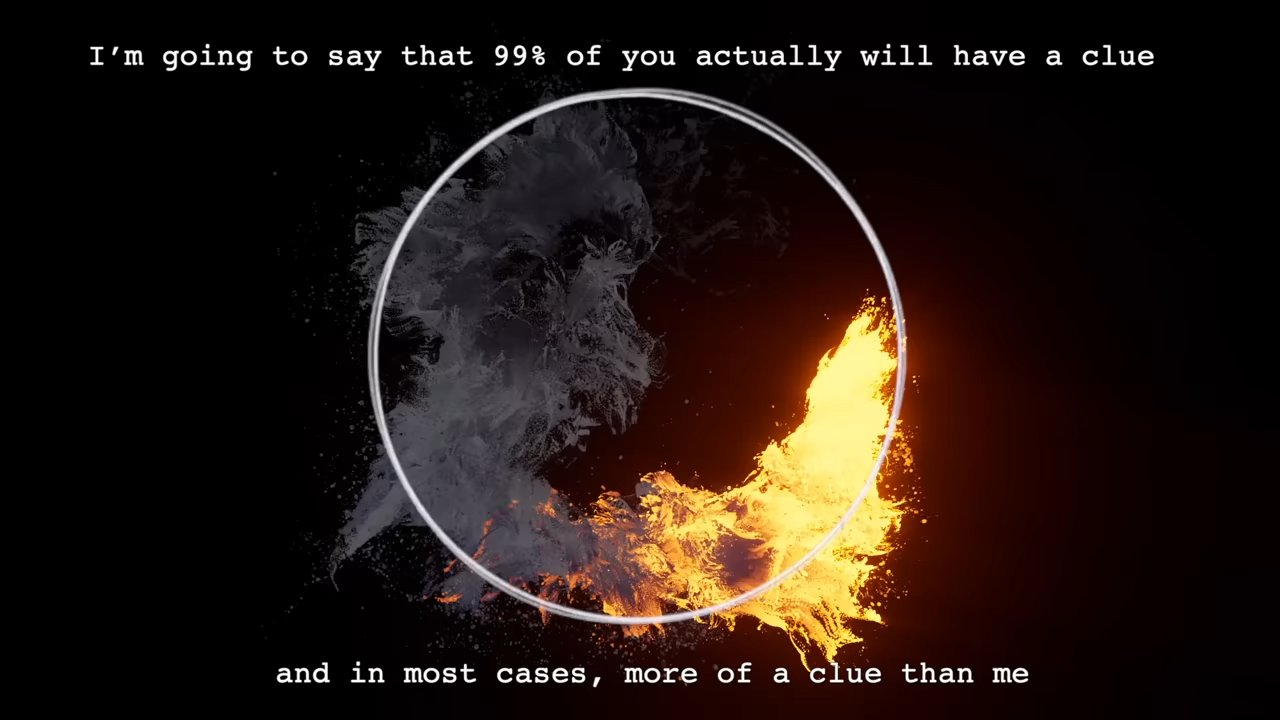 I’m going to say that 99% of you actually will have a clue
and in most cases, more of a clue than me